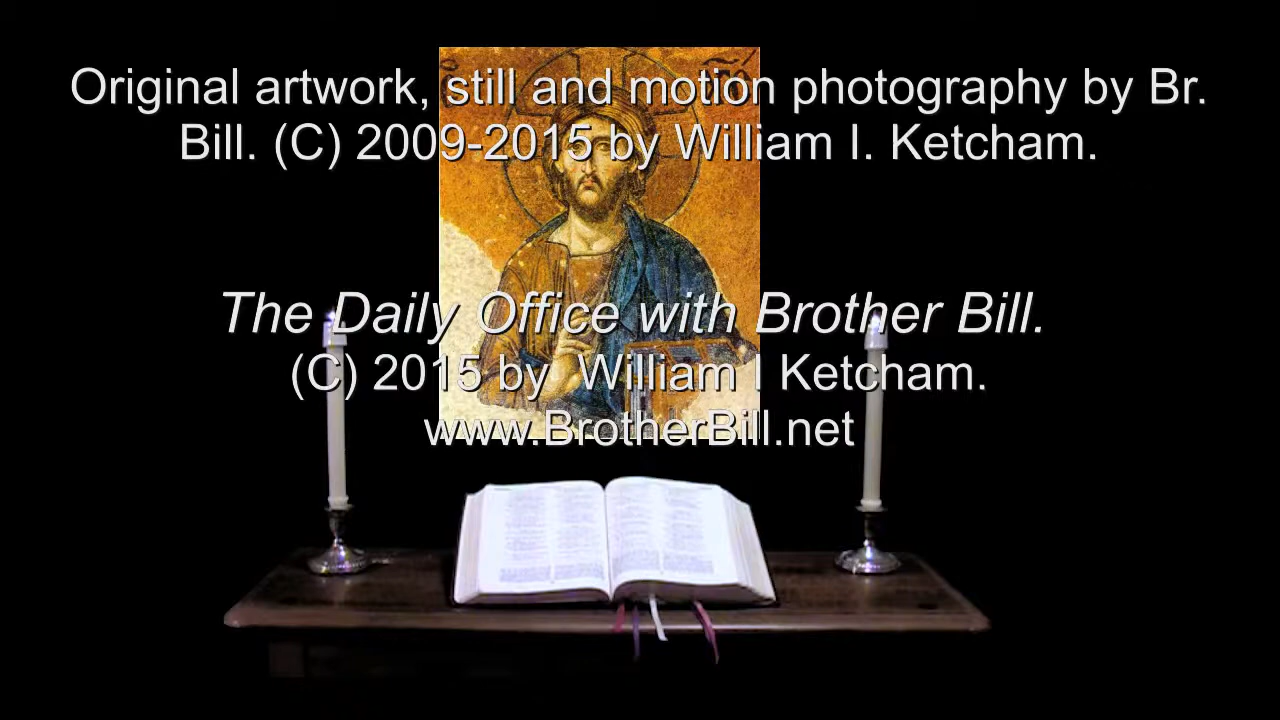 Original artwork, still and motion photography by Br.
Bill. (C) 2009-2015 by William I. Ketcham.
The Daily Office with Brother Bill.
(C) 2015 by William I Ketcham.
www.BrotherBill.net